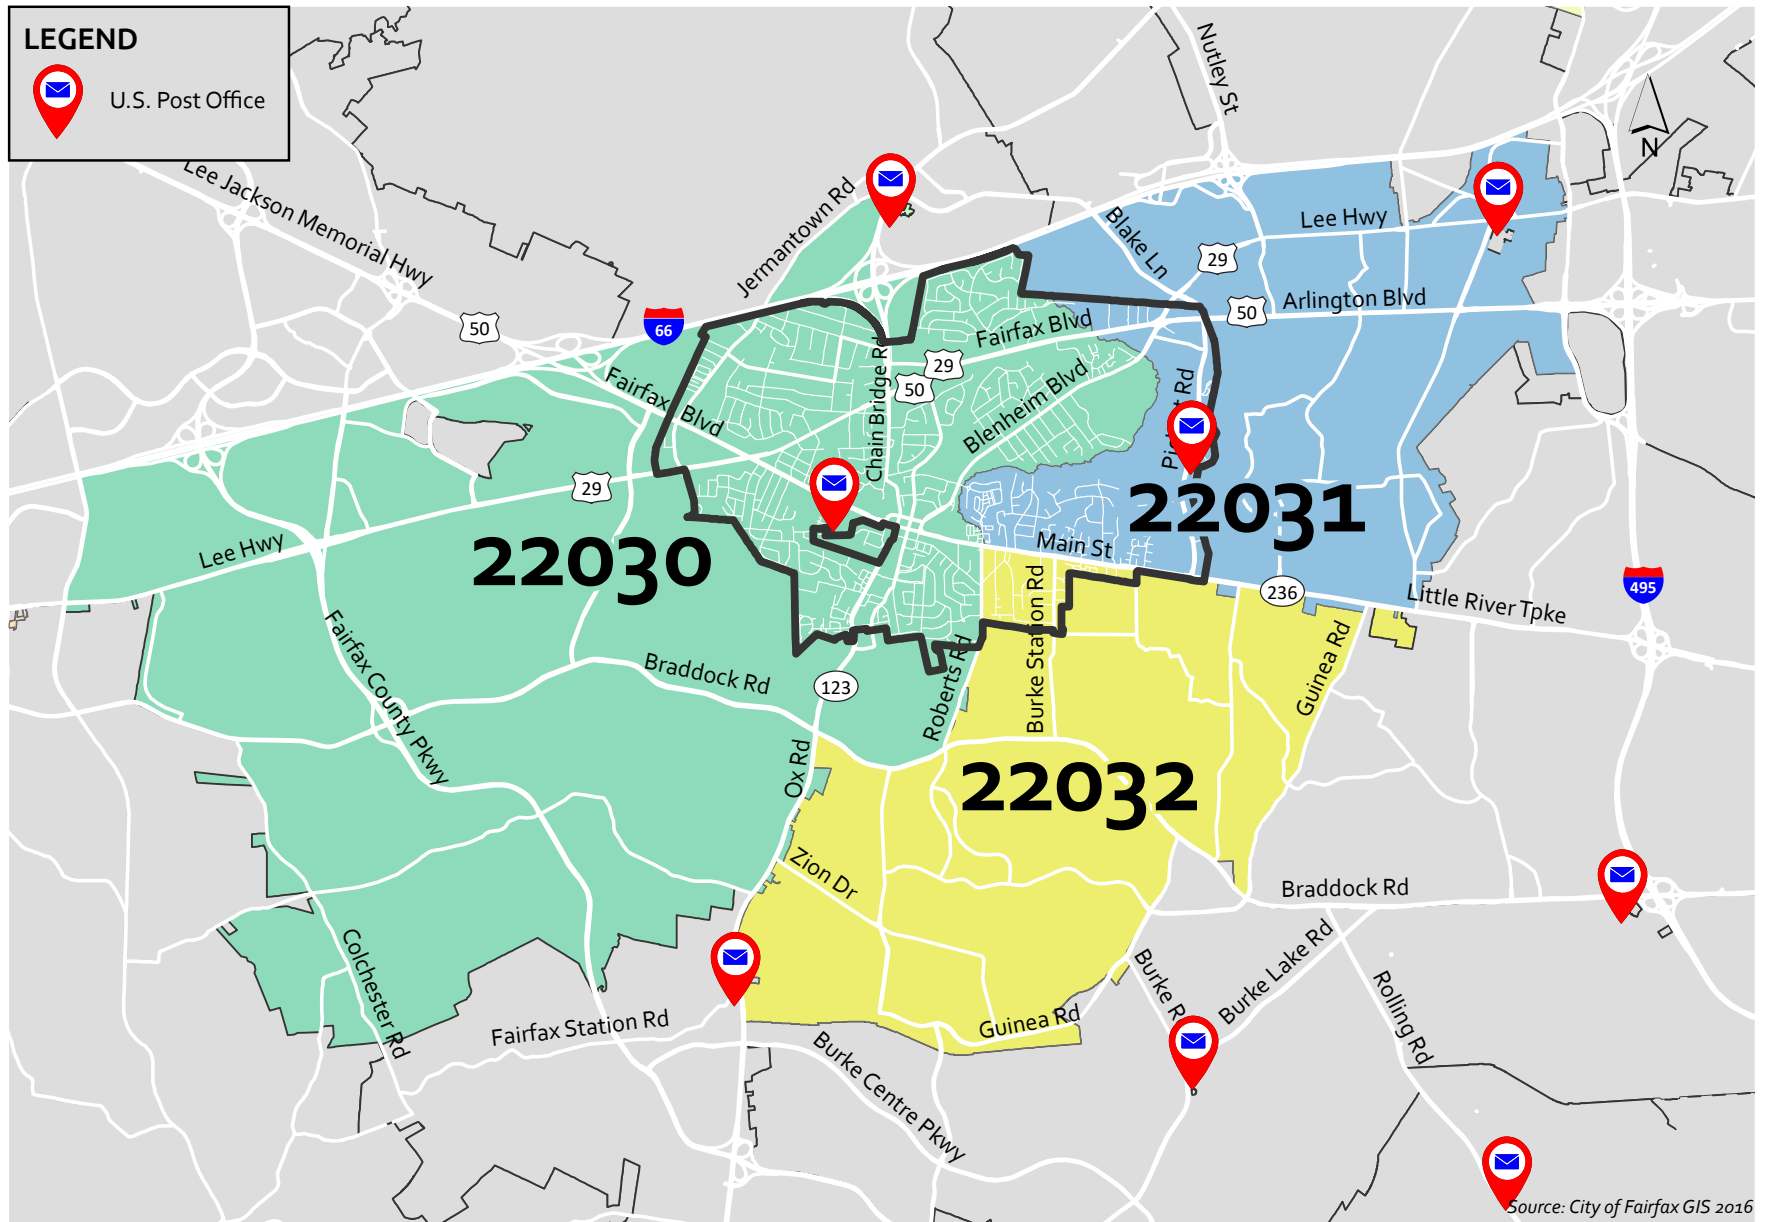 LEGEND
U.S. Post Office
Nutley St
N
Lee Jackson Memorial Hwy
Jermantown Rd
Blake Ln
Lee Hwy
29
50
Arlington Blvd
66
50
Fairfax Blvd
Fairfax Blvd
29
50
Chain Bridge Rd
Blenheim Blvd
Rd
29
22031
Lee Hwy
22030
Main St
236
495
Little River Tpke
Burke Station Rd
Guinea Rd
Fairfax County Pkwy
Braddock Rd
123
Roberts Rd
Ox Rd
22032
Zion Dr
Braddock Rd
Colchester Rd
Burke Lake Rd
Burke R
Rolling Rd
Fairfax Station Rd
Guinea Rd
Burke Centre Pkwy
Source: City of Fairfax GIS 2016